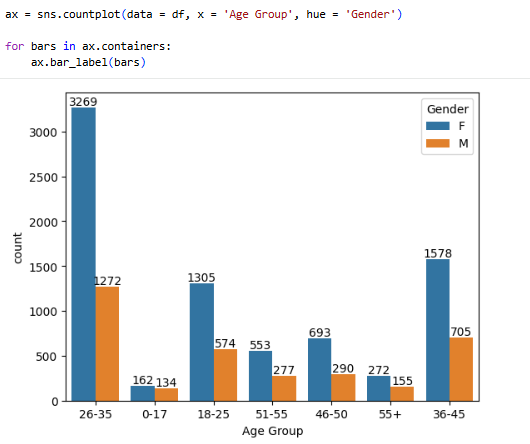 ax = sns.countplot(data = df, x = 'Age Group', hue = 'Gender')
for bars in ax.containers:
    ax.bar_label(bars)
3269
1272
162
134
1305
574
553
277
693
290
272
155
1578
705
Gender
F
M
3000
2500
2000
1500
1000
500
0
count
26-35 0-17 18-25 51-55 46-50 55+ 36-45
Age Group